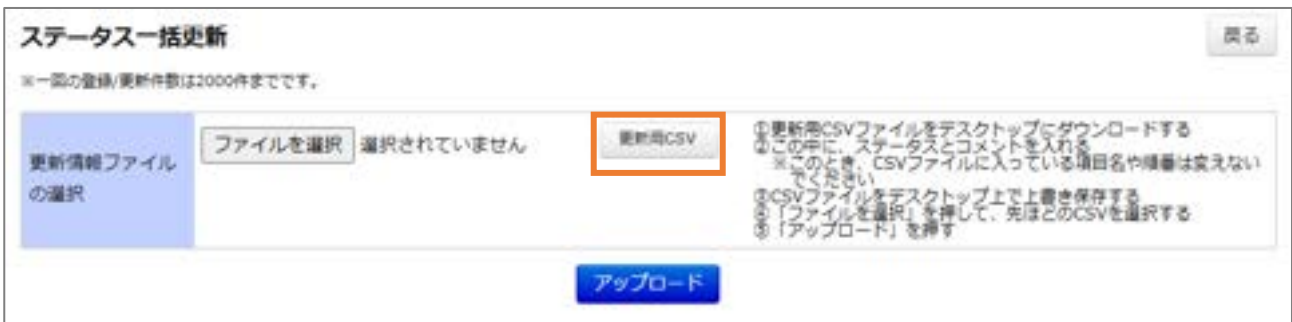 ステータス一括更新
戻る
※一回の登録/更新件数は2000件までです。
更新情報ファイル
の選択
ファイルを選択 選択されていません
更新用CSV
①更新用CSVファイルをデスクトップにダウンロードする
②この中に、ステータスとコメントを入れる
※このとき、CSVファイルに入っている項目名や順番は変えない
でください
③CSVファイルをデスクトップ上で上書き保存する
④「ファイルを選択」を押して、先ほどのCSVを選択する
⑤「アップロード」を押す
アップロード